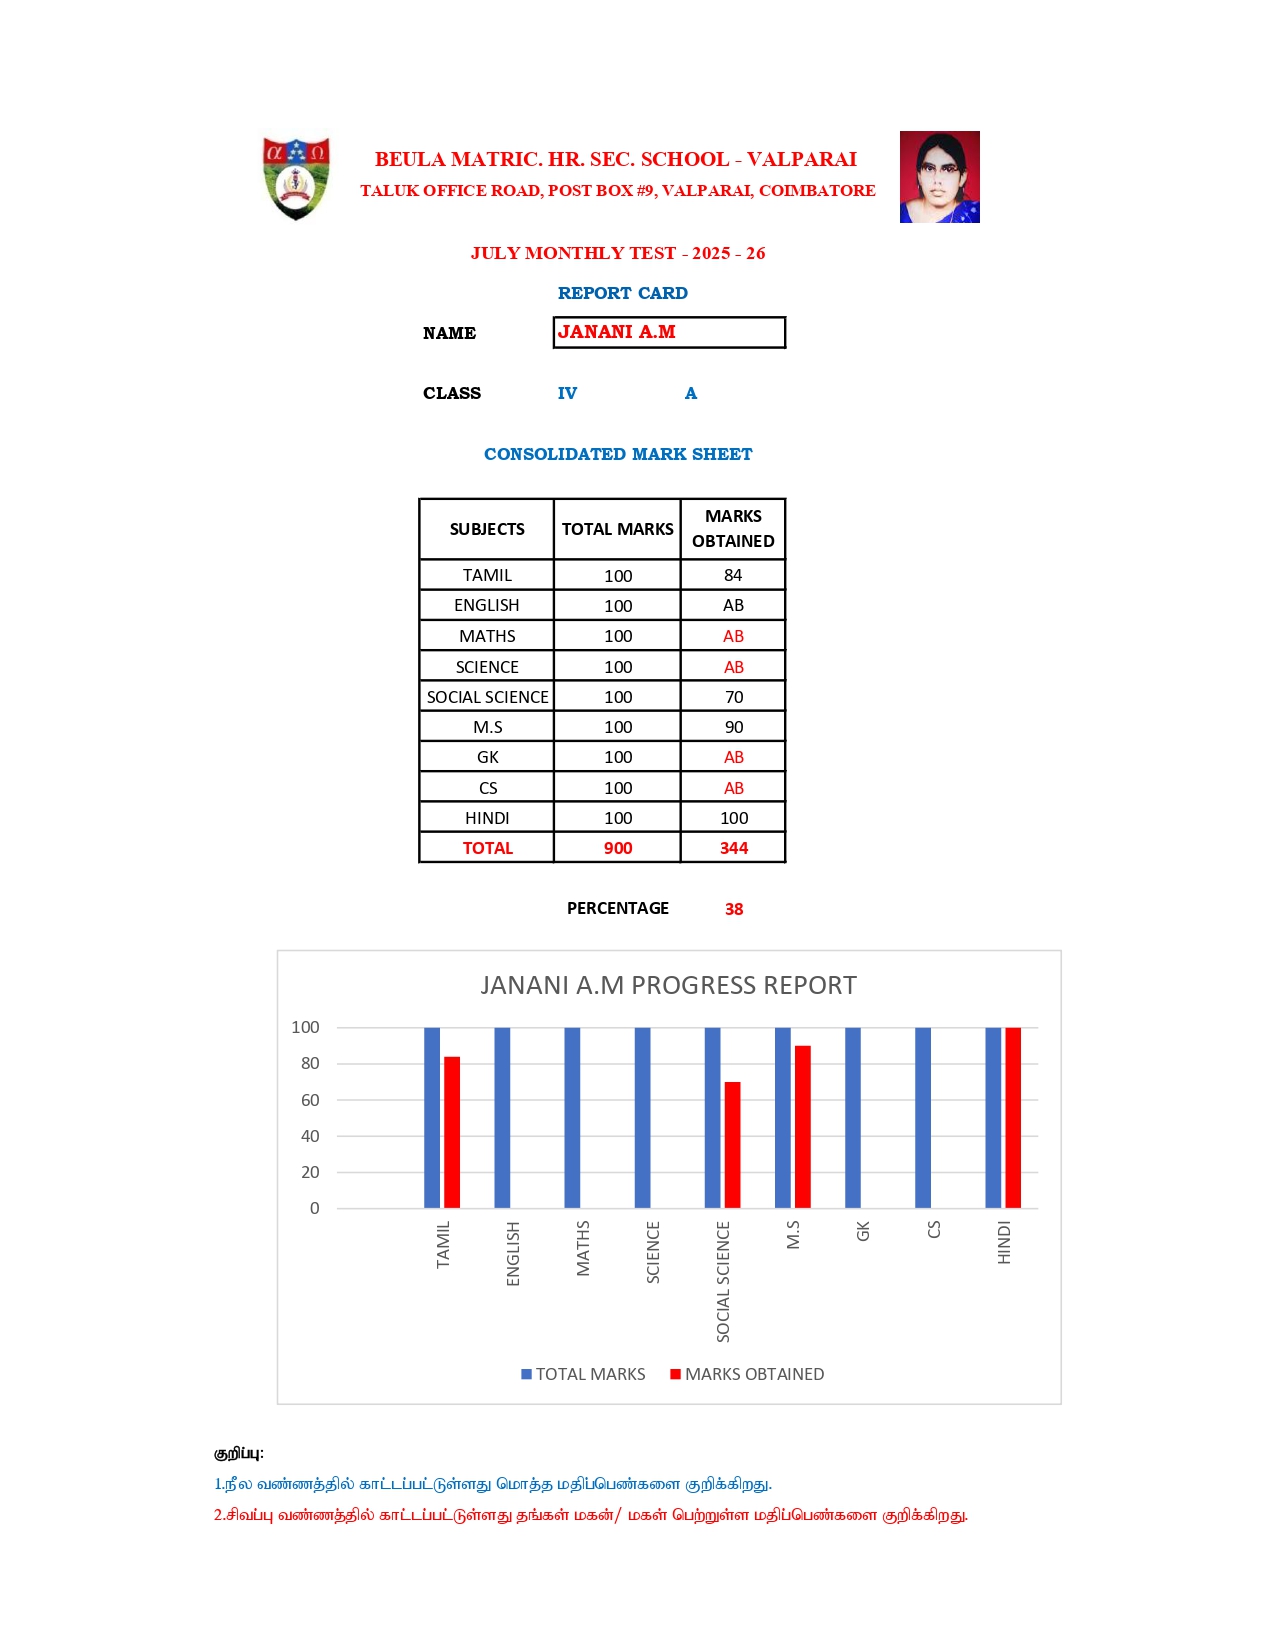 α Ω
BEULA MATRIC. HR. SEC. SCHOOL - VALPARAI
TALUK OFFICE ROAD, POST BOX #9, VALPARAI, COIMBATORE
JULY MONTHLY TEST - 2025 - 26
REPORT CARD
NAME JANANI A.M
CLASS IV A
CONSOLIDATED MARK SHEET
SUBJECTS TOTAL MARKS MARKS OBTAINED
TAMIL 100 84
ENGLISH 100 AB
MATHS 100 AB
SCIENCE 100 AB
SOCIAL SCIENCE 100 70
M.S 100 90
GK 100 AB
CS 100 AB
HINDI 100 100
TOTAL 900 344
PERCENTAGE 38
JANANI A.M PROGRESS REPORT
100
80
60
40
20
0
TAMIL ENGLISH MATHS SCIENCE SOCIAL SCIENCE M.S GK CS HINDI
TOTAL MARKS MARKS OBTAINED
குறிப்பு:
1.நீல வண்ணத்தில் காட்டப்பட்டுள்ளது மொத்த மதிப்பெண்களை குறிக்கிறது.
2.சிவப்பு வண்ணத்தில் காட்டப்பட்டுள்ளது தங்கள் மகன்/ மகள் பெற்றுள்ள மதிப்பெண்களை குறிக்கிறது.